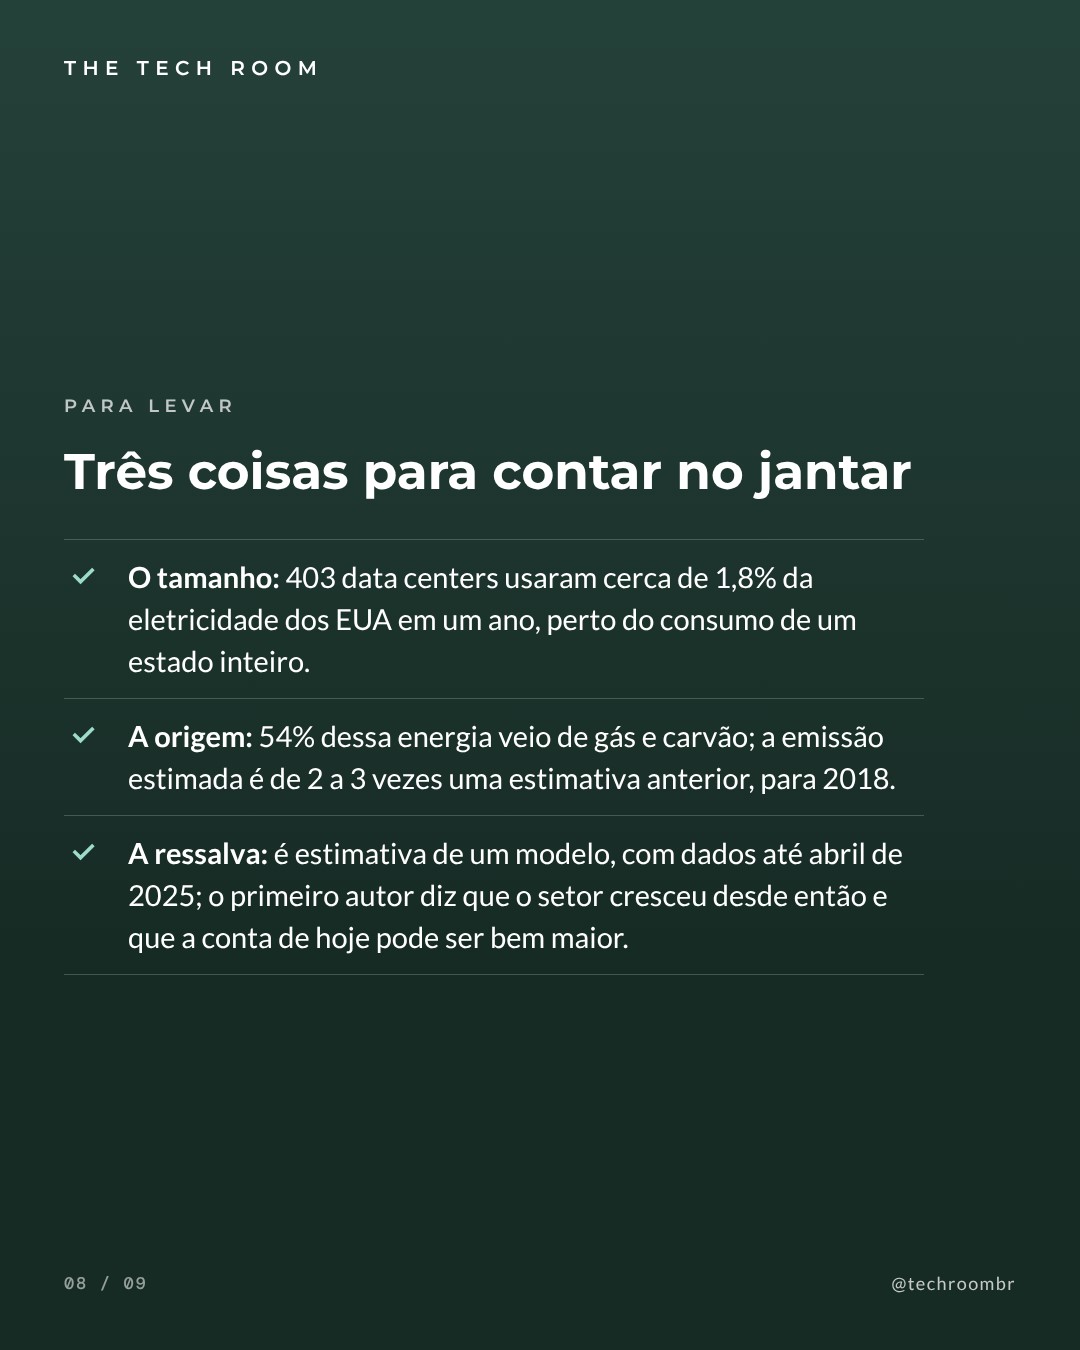 THE TECH ROOM
PARA LEVAR
Três coisas para contar no jantar
O tamanho: 403 data centers usaram cerca de 1,8% da
eletricidade dos EUA em um ano, perto do consumo de um
estado inteiro.
A origem: 54% dessa energia veio de gás e carvão; a emissão
estimada é de 2 a 3 vezes uma estimativa anterior, para 2018.
A ressalva: é estimativa de um modelo, com dados até abril de
2025; o primeiro autor diz que o setor cresceu desde então e
que a conta de hoje pode ser bem maior.
08 / 09
@techroombr